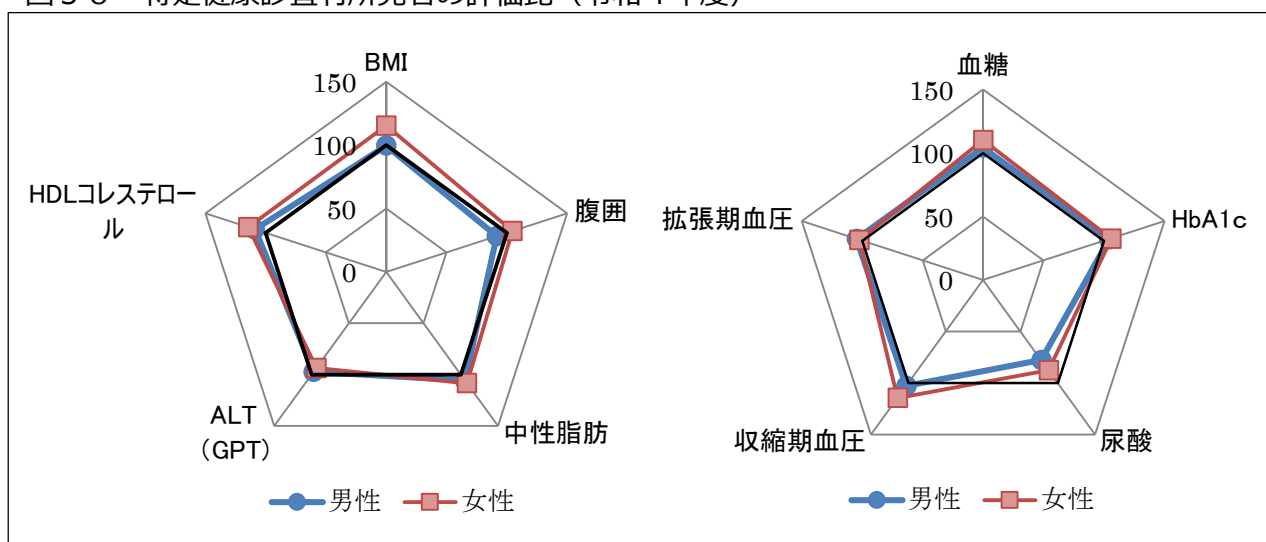 BMI
150
100
50
0
腹囲
中性脂肪
ALT
（GPT）
HDLコレステロー
ル
男性
女性
血糖
150
100
50
0
HbA1c
尿酸
収縮期血圧
拡張期血圧
男性
女性